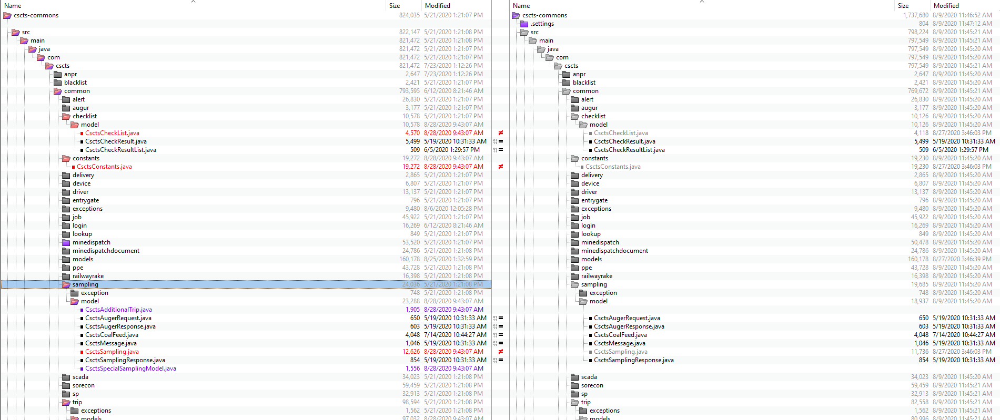 Name Size Modified Name Size Modified
cscts-commons 824,035 5/21/2020 1:21:07 PM cscts-commons 1,737,680 8/9/2020 11:46:52 AM
.settings 804 8/9/2020 11:47:12 AM
src 822,147 5/21/2020 1:21:08 PM src 798,224 8/9/2020 11:45:21 AM
main 821,472 5/21/2020 1:21:08 PM main 797,549 8/9/2020 11:45:21 AM
java 821,472 5/21/2020 1:21:07 PM java 797,549 8/9/2020 11:45:20 AM
com 821,472 5/21/2020 1:21:07 PM com 797,549 8/9/2020 11:45:20 AM
cscts 821,472 7/23/2020 1:12:26 PM cscts 797,549 8/9/2020 11:45:21 AM
anpr 2,647 7/23/2020 1:12:26 PM anpr 2,647 8/9/2020 11:45:20 AM
blacklist 2,421 5/21/2020 1:21:07 PM blacklist 2,421 8/9/2020 11:45:20 AM
common 793,595 6/12/2020 8:21:46 AM common 769,672 8/9/2020 11:45:21 AM
alert 26,830 5/21/2020 1:21:07 PM alert 26,830 8/9/2020 11:45:20 AM
augur 3,177 5/21/2020 1:21:07 PM augur 3,177 8/9/2020 11:45:20 AM
checklist 10,578 5/21/2020 1:21:07 PM checklist 10,126 8/9/2020 11:45:20 AM
model 10,578 8/28/2020 9:43:07 AM model 10,126 8/9/2020 11:45:20 AM
CsctsCheckList.java 4,570 8/28/2020 9:43:07 AM ≠ CsctsCheckList.java 4,118 8/27/2020 3:46:03 PM
CsctsCheckResult.java 5,499 5/19/2020 10:31:33 AM = CsctsCheckResult.java 5,499 5/19/2020 10:31:33 AM
CsctsCheckResultList.java 509 6/5/2020 1:29:57 PM = CsctsCheckResultList.java 509 6/5/2020 1:29:57 PM
constants 19,272 8/28/2020 9:43:07 AM constants 19,230 8/9/2020 11:45:20 AM
CsctsConstants.java 19,272 8/28/2020 9:43:07 AM ≠ CsctsConstants.java 19,230 8/27/2020 3:46:03 PM
delivery 2,865 5/21/2020 1:21:07 PM delivery 2,865 8/9/2020 11:45:20 AM
device 6,807 5/21/2020 1:21:07 PM device 6,807 8/9/2020 11:45:20 AM
driver 13,137 5/21/2020 1:21:07 PM driver 13,137 8/9/2020 11:45:20 AM
entrygate 796 5/21/2020 1:21:07 PM entrygate 796 8/9/2020 11:45:20 AM
exceptions 9,480 8/6/2020 12:05:28 PM exceptions 9,480 8/9/2020 11:45:20 AM
job 45,922 5/21/2020 1:21:07 PM job 45,922 8/9/2020 11:45:20 AM
login 16,269 6/12/2020 8:21:46 AM login 16,269 8/9/2020 11:45:20 AM
lookup 849 5/21/2020 1:21:07 PM lookup 849 8/9/2020 11:45:20 AM
minedispatch 53,520 5/21/2020 1:21:07 PM minedispatch 50,478 8/9/2020 11:45:20 AM
minedispatchdocument 24,786 5/21/2020 1:21:08 PM minedispatchdocument 24,786 8/9/2020 11:45:20 AM
models 160,178 8/25/2020 1:32:59 PM models 160,178 8/27/2020 3:46:39 PM
ppe 43,728 5/21/2020 1:21:08 PM ppe 43,728 8/9/2020 11:45:20 AM
railwayrake 16,398 5/21/2020 1:21:08 PM railwayrake 16,398 8/9/2020 11:45:20 AM
sampling 24,036 5/21/2020 1:21:08 PM sampling 19,685 8/9/2020 11:45:20 AM
exception 748 5/21/2020 1:21:08 PM exception 748 8/9/2020 11:45:20 AM
model 23,288 8/28/2020 9:43:07 AM model 18,937 8/9/2020 11:45:20 AM
CsctsAdditionalTrip.java 1,905 8/28/2020 9:43:07 AM
CsctsAugerRequest.java 650 5/19/2020 10:31:33 AM = CsctsAugerRequest.java 650 5/19/2020 10:31:33 AM
CsctsAugerResponse.java 603 5/19/2020 10:31:33 AM = CsctsAugerResponse.java 603 5/19/2020 10:31:33 AM
CsctsCoalFeed.java 4,048 7/14/2020 10:44:27 AM = CsctsCoalFeed.java 4,048 7/14/2020 10:44:27 AM
CsctsMessage.java 1,046 5/19/2020 10:31:33 AM = CsctsMessage.java 1,046 5/19/2020 10:31:33 AM
CsctsSampling.java 12,626 8/28/2020 9:43:07 AM ≠ CsctsSampling.java 11,736 8/27/2020 3:46:03 PM
CsctsSamplingResponse.java 854 5/19/2020 10:31:33 AM = CsctsSamplingResponse.java 854 5/19/2020 10:31:33 AM
CsctsSpecialSamplingModel.java 1,556 8/28/2020 9:43:07 AM
scada 34,023 5/21/2020 1:21:08 PM scada 34,023 8/9/2020 11:45:20 AM
sorecon 59,459 5/21/2020 1:21:08 PM sorecon 59,459 8/9/2020 11:45:21 AM
sp 32,913 5/21/2020 1:21:08 PM sp 32,913 8/9/2020 11:45:21 AM
trip 98,594 5/21/2020 1:21:08 PM trip 82,558 8/9/2020 11:45:21 AM
exceptions 1,562 5/21/2020 1:21:08 PM exceptions 1,562 8/9/2020 11:45:21 AM
models 97,032 8/28/2020 9:43:07 AM models 80,996 8/9/2020 11:45:21 AM